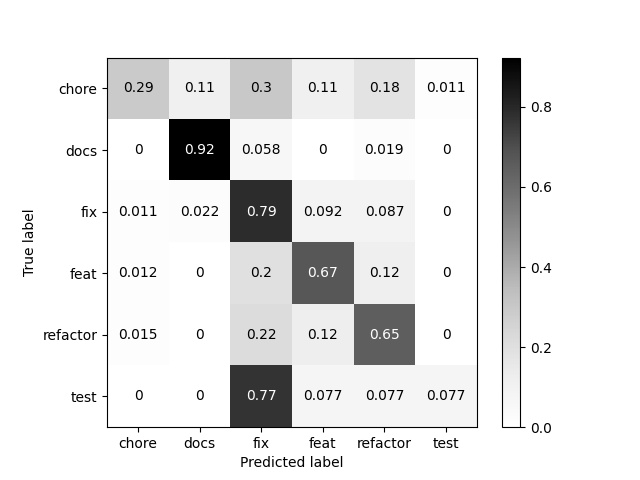 chore 0.29 0.11 0.3 0.11 0.18 0.011
docs 0 0.92 0.058 0 0.019 0
fix 0.011 0.022 0.79 0.092 0.087 0
feat 0.012 0 0.2 0.67 0.12 0
refactor 0.015 0 0.22 0.12 0.65 0
test 0 0 0.77 0.077 0.077 0.077
chore docs fix feat refactor test
Predicted label
True label
0.8
0.6
0.4
0.2
0.0